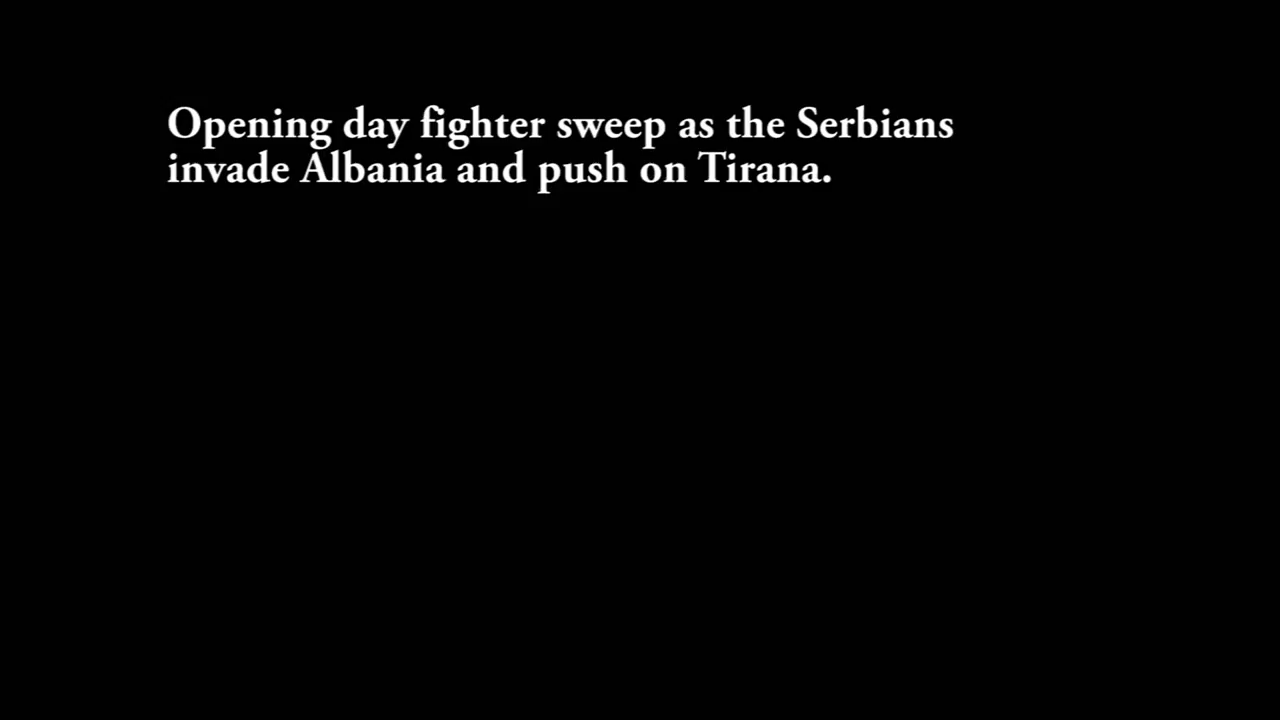 Opening day fighter sweep as the Serbians
invade Albania and push on Tirana.